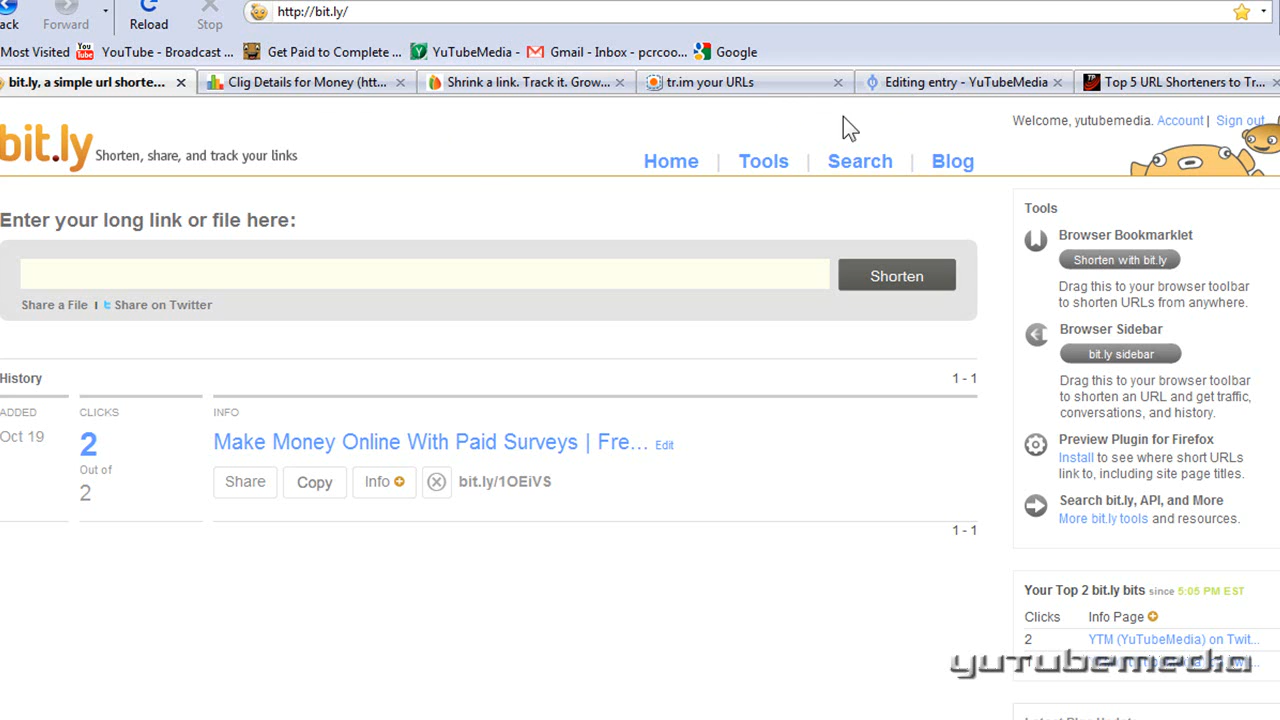 ack Forward Reload Stop http://bit.ly/
Most Visited YouTube - Broadcast ... Get Paid to Complete ... YuTubeMedia - Gmail - Inbox - pcrcoo... Google
bit.ly, a simple url shorte... Clig Details for Money (htt... Shrink a link. Track it. Grow... tr.im your URLs Editing entry - YuTubeMedia Top 5 URL Shorteners to Tr...
Welcome, yutubemedia. Account | Sign out
bit.ly Shorten, share, and track your links
Home | Tools | Search | Blog
Enter your long link or file here:
Shorten
Share a File | Share on Twitter
History 1 - 1
ADDED CLICKS INFO
Oct 19 2 Make Money Online With Paid Surveys | Fre... Edit
Out of
2
Share Copy Info bit.ly/1OEiVS
1 - 1
Tools
Browser Bookmarklet
Shorten with bit.ly
Drag this to your browser toolbar
to shorten URLs from anywhere.
Browser Sidebar
bit.ly sidebar
Drag this to your browser toolbar
to shorten an URL and get traffic,
conversations, and history.
Preview Plugin for Firefox
Install to see where short URLs
link to, including site page titles.
Search bit.ly, API, and More
More bit.ly tools and resources.
Your Top 2 bit.ly bits since 5:05 PM EST
Clicks Info Page
2 YTM (YuTubeMedia) on Twit...
yuTubemedia